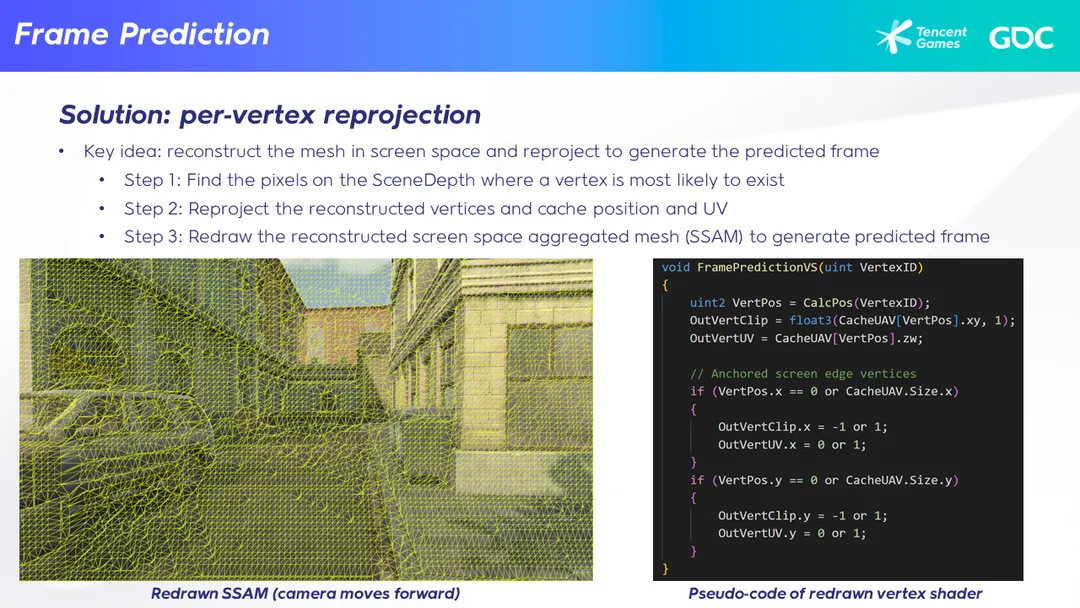 Frame Prediction
Tencent
Games
GDC
Solution: per-vertex reprojection
• Key idea: reconstruct the mesh in screen space and reproject to generate the predicted frame
• Step 1: Find the pixels on the SceneDepth where a vertex is most likely to exist
• Step 2: Reproject the reconstructed vertices and cache position and UV
• Step 3: Redraw the reconstructed screen space aggregated mesh (SSAM) to generate predicted frame
void FramePredictionVS(uint VertexID)
{
uint2 VertPos = CalcPos(VertexID);
OutVertClip = float3(CacheUAV[VertPos].xy, 1);
OutVertUV = CacheUAV[VertPos].zw;
// Anchored screen edge vertices
if (VertPos.x == 0 or CacheUAV.Size.x)
{
OutVertClip.x = -1 or 1;
OutVertUV.x = 0 or 1;
}
if (VertPos.y == 0 or CacheUAV.Size.y)
{
OutVertClip.y = -1 or 1;
OutVertUV.y = 0 or 1;
}
}
Redrawn SSAM (camera moves forward)
Pseudo-code of redrawn vertex shader